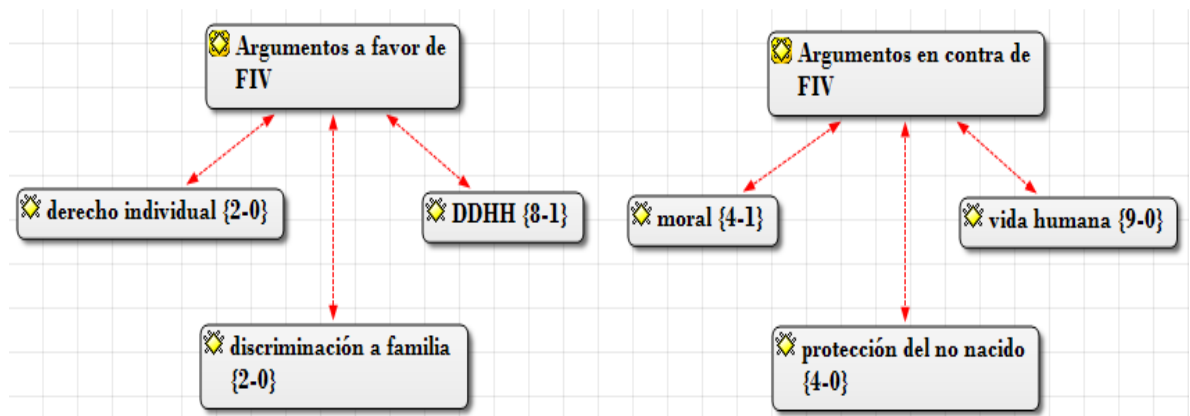 Argumentos a favor de
FIV
derecho individual {2-0}
DDHH {8-1}
discriminación a familia
{2-0}
Argumentos en contra de
FIV
moral {4-1}
vida humana {9-0}
protección del no nacido
{4-0}